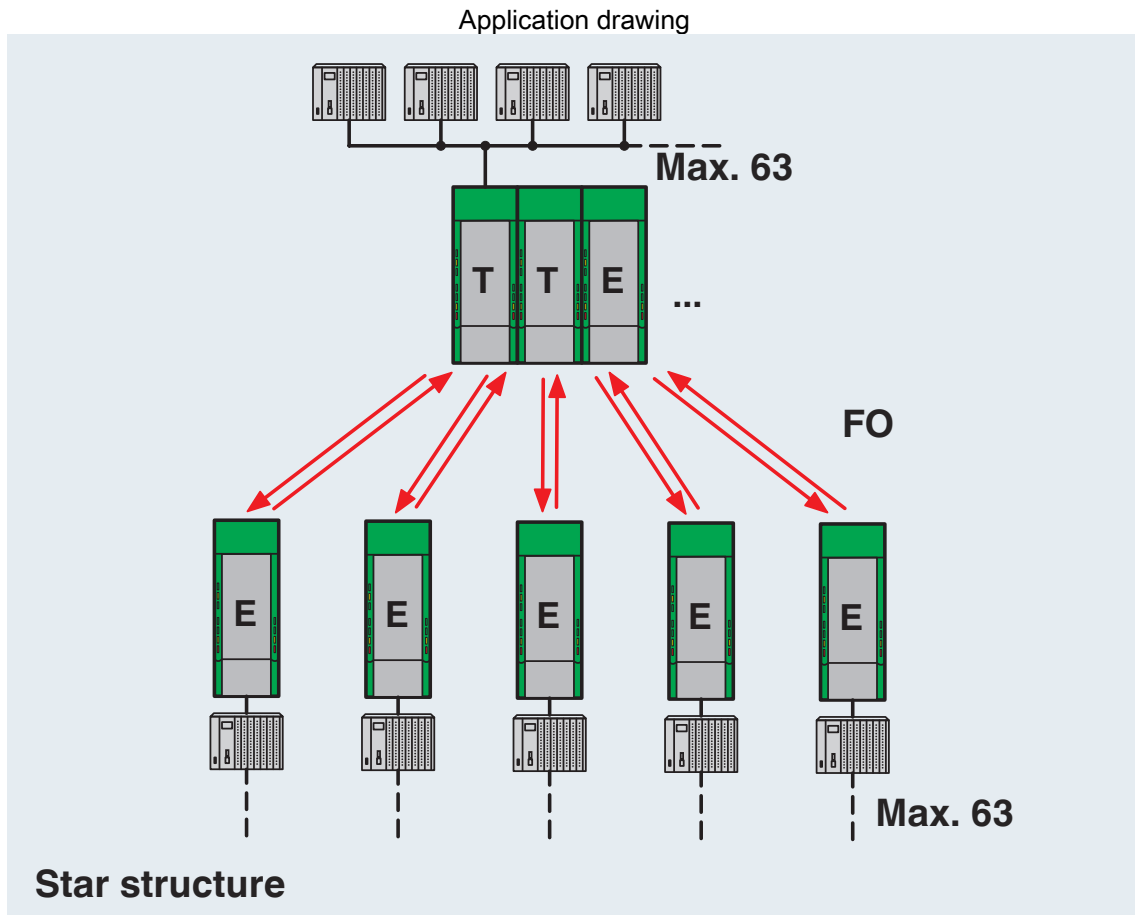 Application drawing
Max. 63
T T E ...
FO
E E E E E
Max. 63
Star structure